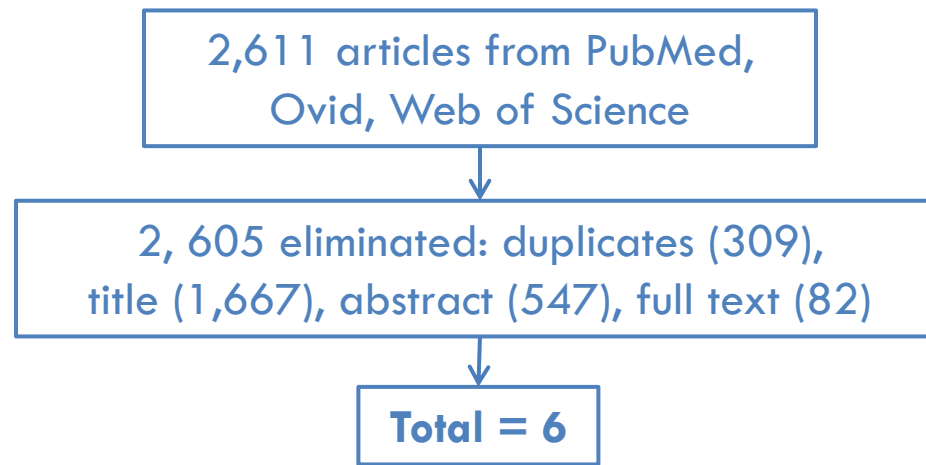 2,611 articles from PubMed,
Ovid, Web of Science
2, 605 eliminated: duplicates (309),
title (1,667), abstract (547), full text (82)
Total = 6